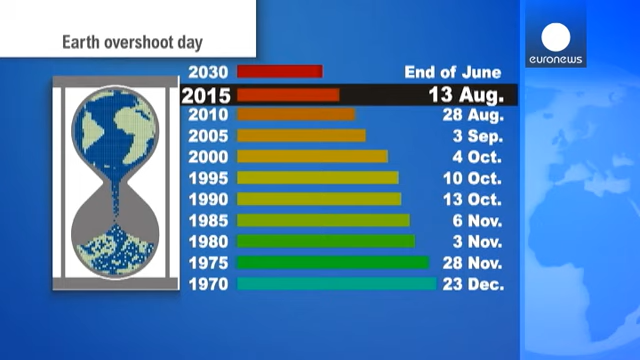 Earth overshoot day
euronews
2030 End of June
2015 13 Aug.
2010 28 Aug.
2005 3 Sep.
2000 4 Oct.
1995 10 Oct.
1990 13 Oct.
1985 6 Nov.
1980 3 Nov.
1975 28 Nov.
1970 23 Dec.